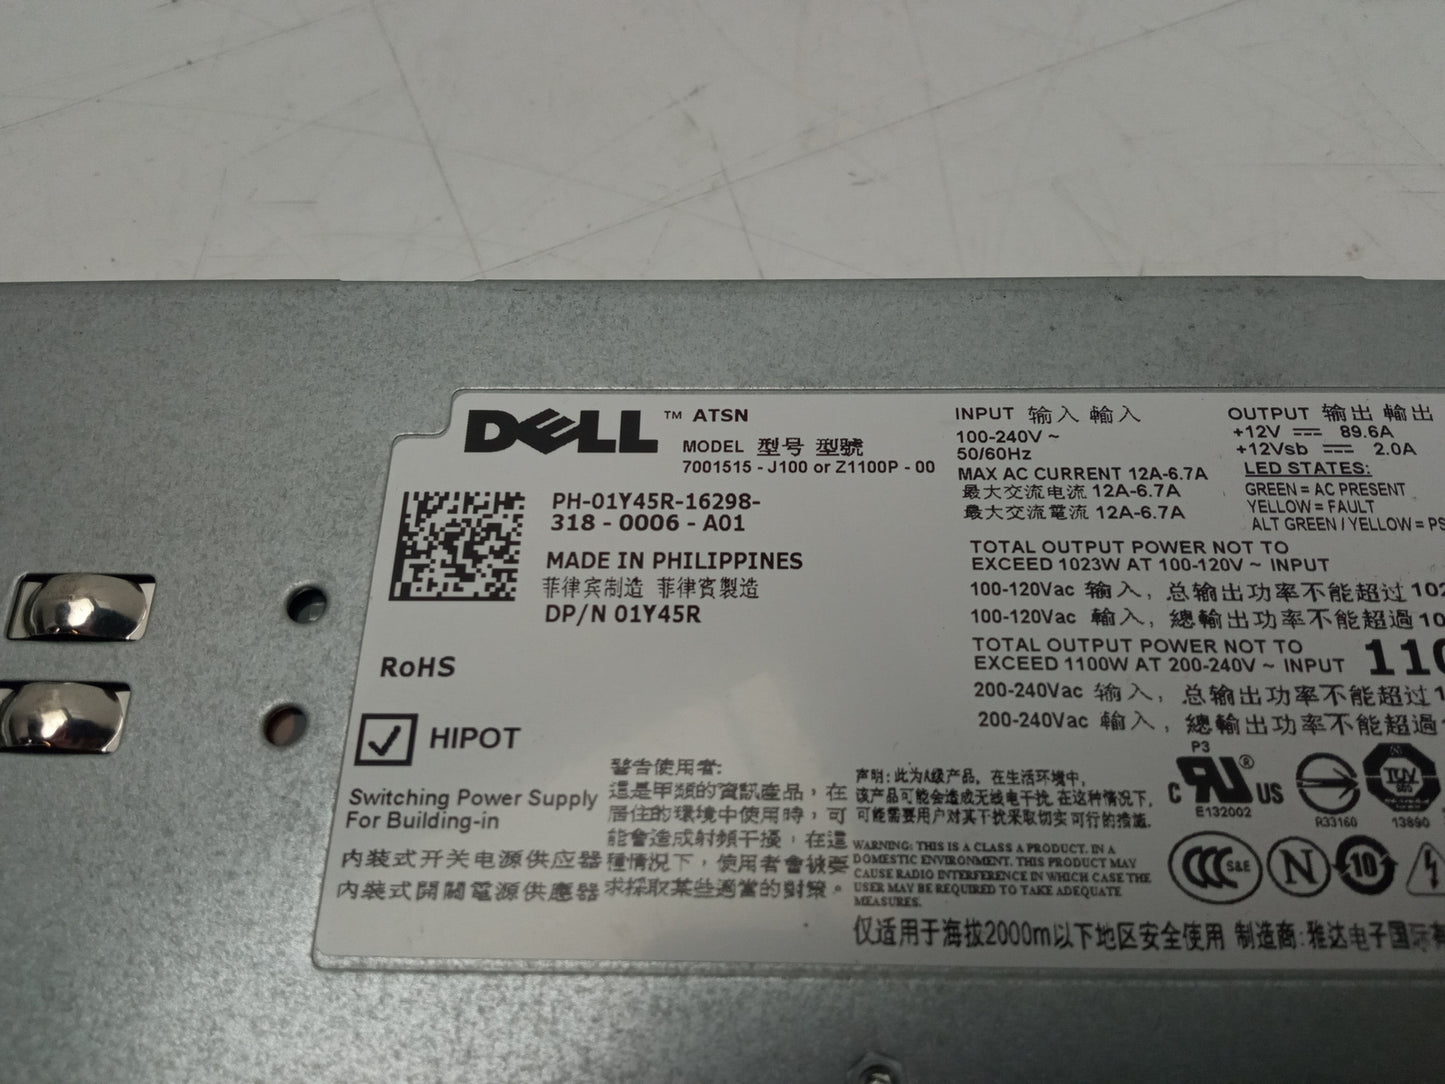 DELL ™ ATSN
MODEL 型号 型號
7001515 - J100 or Z1100P - 00
PH-01Y45R-16298-
318 - 0006 - A01
MADE IN PHILIPPINES
菲律宾制造 菲律賓製造
DP/N 01Y45R
RoHS
HIPOT
Switching Power Supply
For Building-in
内装式开关电源供应器
內裝式開關電源供應器
警告使用者:
這是甲類的資訊產品，在
居住的環境中使用時，可
能會造成射頻干擾，在這
種情況下，使用者會被要
求採取某些適當的對策。
INPUT 输入 輸入
100-240V ~
50/60Hz
MAX AC CURRENT 12A-6.7A
最大交流电流 12A-6.7A
最大交流電流 12A-6.7A
OUTPUT 输出 輸出
+12V 89.6A
+12Vsb 2.0A
LED STATES:
GREEN = AC PRESENT
YELLOW = FAULT
ALT GREEN / YELLOW = PS
TOTAL OUTPUT POWER NOT TO
EXCEED 1023W AT 100-120V ~ INPUT
100-120Vac 输入，总输出功率不能超过 102
100-120Vac 輸入，總輸出功率不能超過 10
TOTAL OUTPUT POWER NOT TO
EXCEED 1100W AT 200-240V ~ INPUT 110
200-240Vac 输入，总输出功率不能超过 1
200-240Vac 輸入，總輸出功率不能超過
声明: 此为A级产品，在生活环境中，
该产品可能会造成无线电干扰. 在这种情况下，
可能需要用户对其干扰采取切实可行的措施.
WARNING: THIS IS A CLASS A PRODUCT. IN A
DOMESTIC ENVIRONMENT. THIS PRODUCT MAY
CAUSE RADIO INTERFERENCE IN WHICH CASE THE
USER MAY BE REQUIRED TO TAKE ADEQUATE
MEASURES.
P3
C RU ® US
E132002
R33160
TUV
13890
CCC S&E
N
10
仅适用于海拔2000m以下地区安全使用 制造商: 雅达电子国际